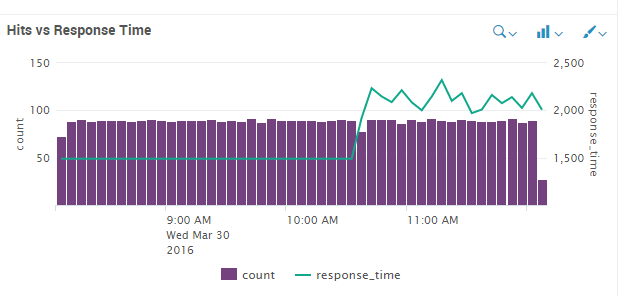 Hits vs Response Time
150
100
50
count
2,500
2,000
1,500
response_time
9:00 AM
Wed Mar 30
2016
10:00 AM
11:00 AM
count
response_time